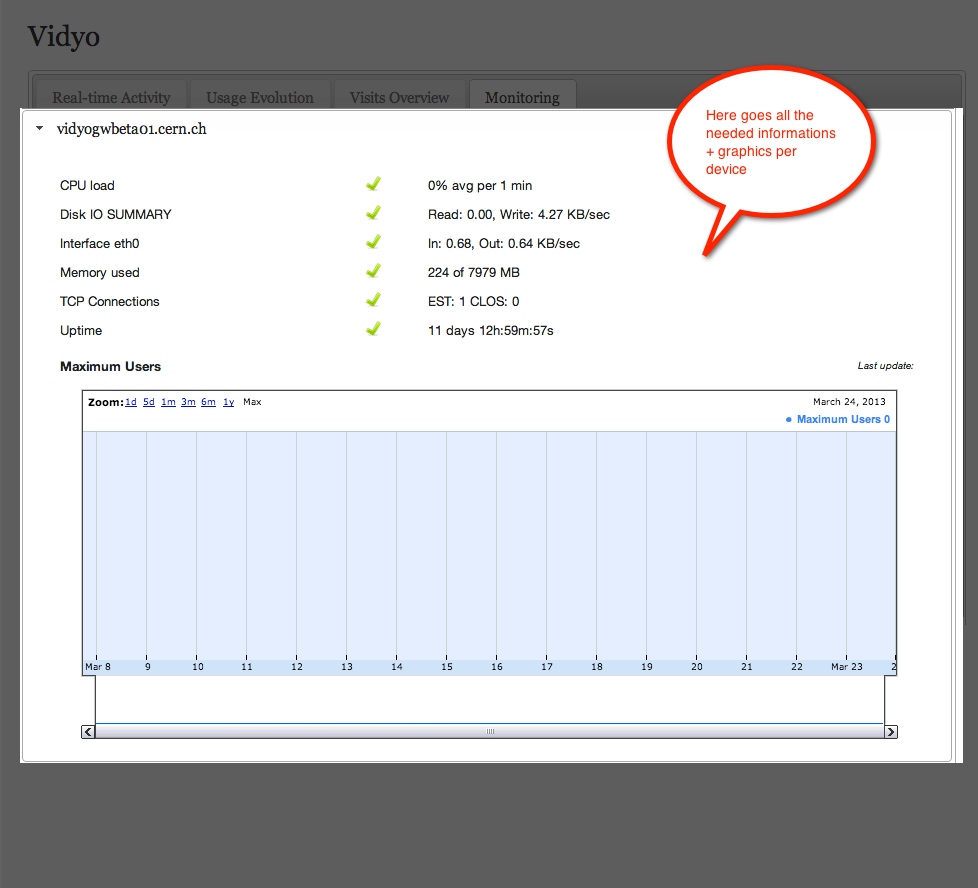 Vidyo
Real-time Activity Usage Evolution Visits Overview Monitoring
vidyogwbeta01.cern.ch
Here goes all the
needed informations
+ graphics per
device
CPU load 0% avg per 1 min
Disk IO SUMMARY Read: 0.00, Write: 4.27 KB/sec
Interface eth0 In: 0.68, Out: 0.64 KB/sec
Memory used 224 of 7979 MB
TCP Connections EST: 1 CLOS: 0
Uptime 11 days 12h:59m:57s
Maximum Users Last update:
Zoom: 1d 5d 1m 3m 6m 1y Max March 24, 2013
Maximum Users 0
Mar 8 9 10 11 12 13 14 15 16 17 18 19 20 21 22 Mar 23